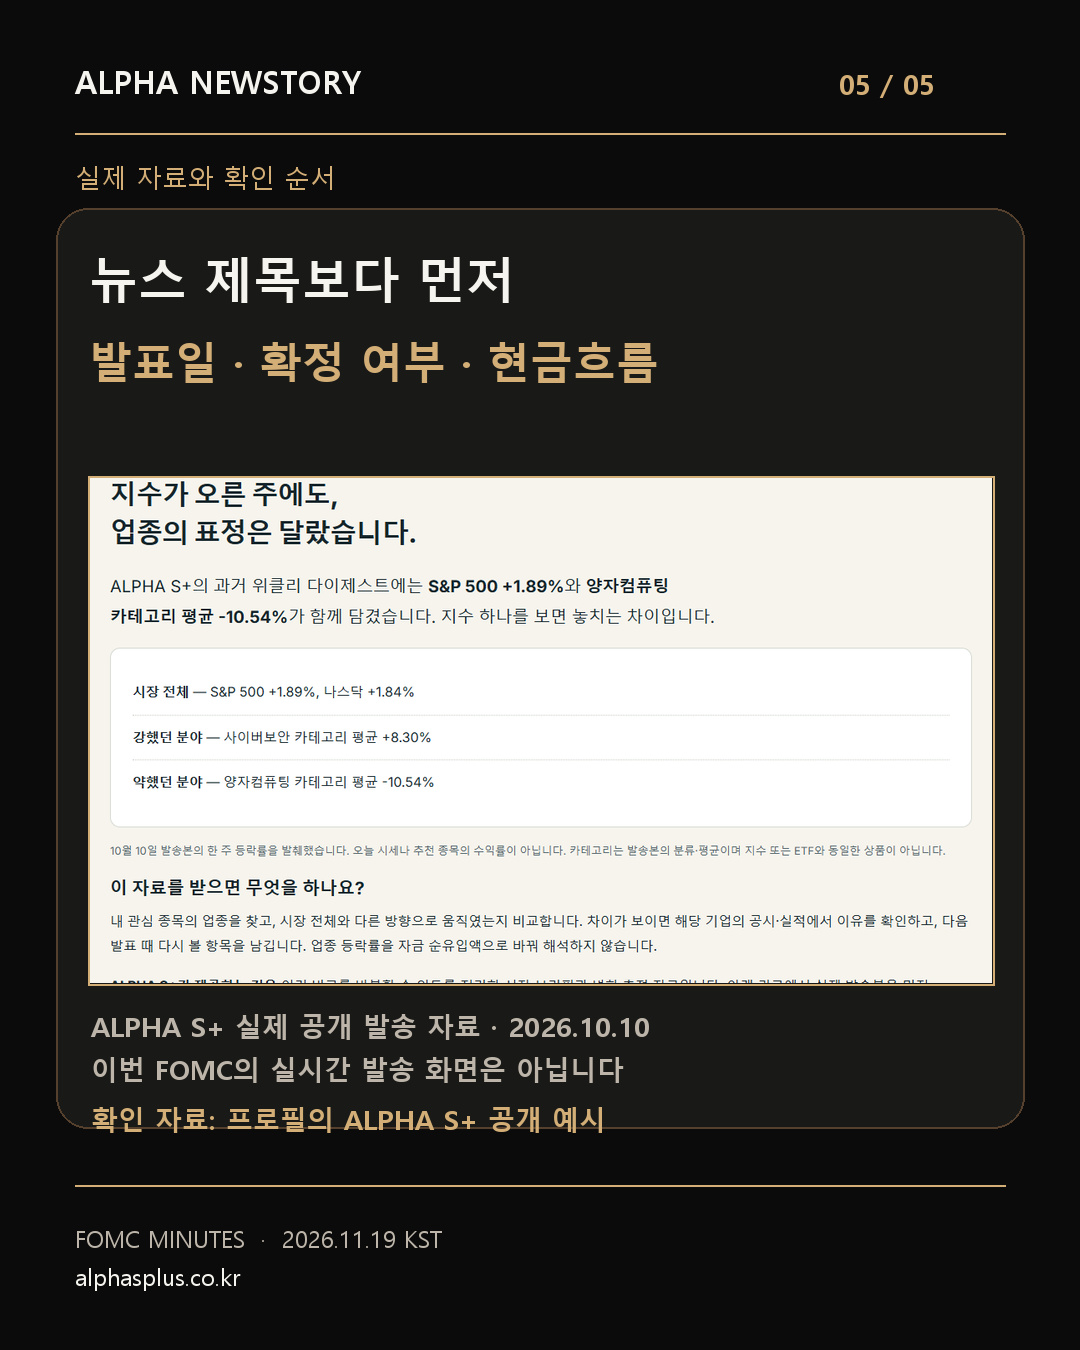 ALPHA NEWSTORY
05 / 05
실제 자료와 확인 순서
뉴스 제목보다 먼저
발표일 · 확정 여부 · 현금흐름
지수가 오른 주에도,
업종의 표정은 달랐습니다.
ALPHA S+의 과거 위클리 다이제스트에는 S&P 500 +1.89%와 양자컴퓨팅
카테고리 평균 -10.54%가 함께 담겼습니다. 지수 하나를 보면 놓치는 차이입니다.
시장 전체 — S&P 500 +1.89%, 나스닥 +1.84%
강했던 분야 — 사이버보안 카테고리 평균 +8.30%
약했던 분야 — 양자컴퓨팅 카테고리 평균 -10.54%
10월 10일 발송본의 한 주 등락률을 발췌했습니다. 오늘 시세나 추천 종목의 수익률이 아닙니다. 카테고리는 발송본의 분류·평균이며 지수 또는 ETF와 동일한 상품이 아닙니다.
이 자료를 받으면 무엇을 하나요?
내 관심 종목의 업종을 찾고, 시장 전체와 다른 방향으로 움직였는지 비교합니다. 차이가 보이면 해당 기업의 공시·실적에서 이유를 확인하고, 다음
발표 때 다시 볼 항목을 남깁니다. 업종 등락률을 자금 순유입액으로 바꿔 해석하지 않습니다.
ALPHA S+ 실제 공개 발송 자료 · 2026.10.10
이번 FOMC의 실시간 발송 화면은 아닙니다
확인 자료: 프로필의 ALPHA S+ 공개 예시
FOMC MINUTES · 2026.11.19 KST
alphasplus.co.kr